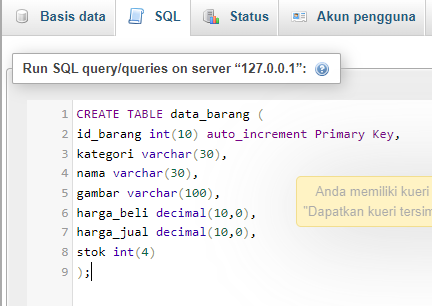 Basis data SQL Status Akun pengguna
Run SQL query/queries on server “127.0.0.1”:
1 CREATE TABLE data_barang (
2 id_barang int(10) auto_increment Primary Key,
3 kategori varchar(30),
4 nama varchar(30),
5 gambar varchar(100),
6 harga_beli decimal(10,0),
7 harga_jual decimal(10,0),
8 stok int(4)
9 );
Anda memiliki kueri
"Dapatkan kueri tersim